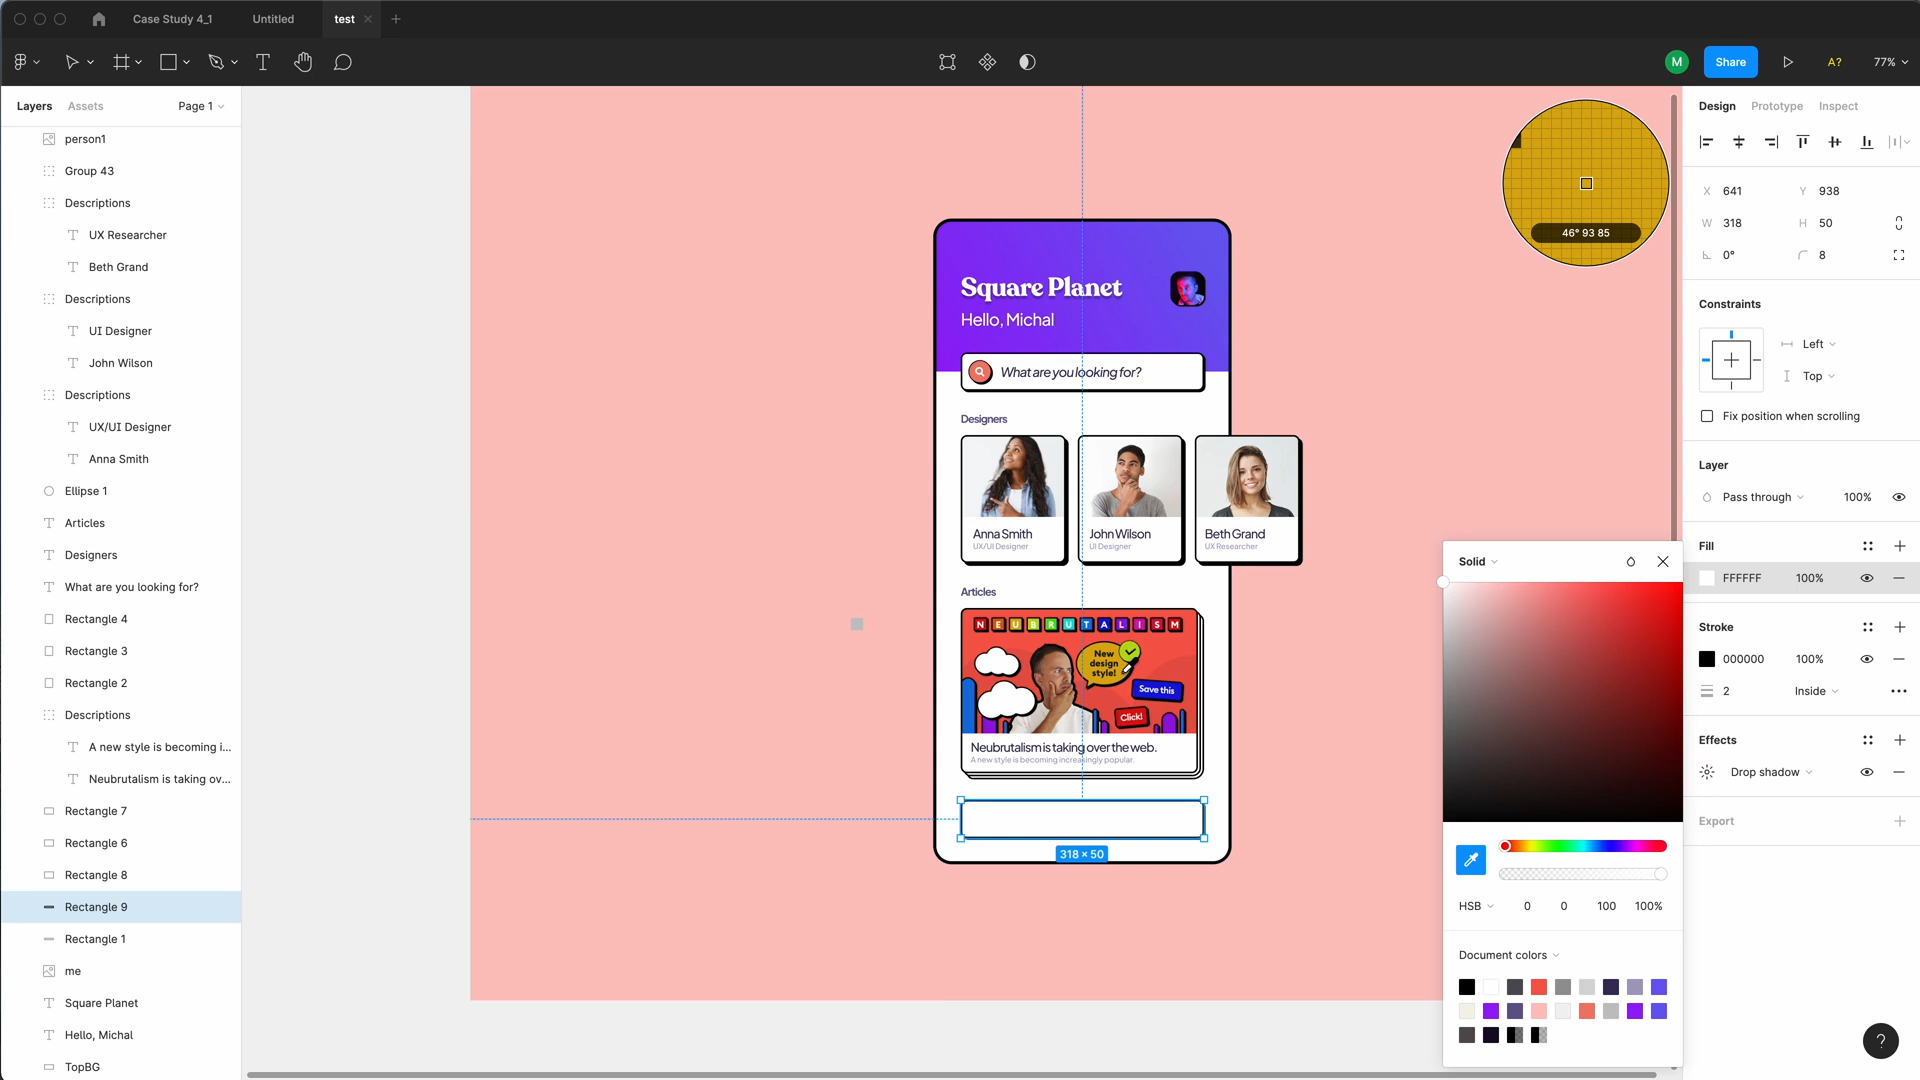 Case Study 4_1
Untitled
test
M
Share
A?
77%
Layers
Assets
Page 1
Design
Prototype
Inspect
person1
Group 43
Descriptions
UX Researcher
Beth Grand
Descriptions
UI Designer
John Wilson
Descriptions
UX/UI Designer
Anna Smith
Ellipse 1
Articles
Designers
What are you looking for?
Rectangle 4
Rectangle 3
Rectangle 2
Descriptions
A new style is becoming i...
Neubrutalism is taking ov...
Rectangle 7
Rectangle 6
Rectangle 8
Rectangle 9
Rectangle 1
me
Square Planet
Hello, Michal
TopBG
46° 93 85
Square Planet
Hello, Michal
What are you looking for?
Designers
Anna Smith
UX/UI Designer
John Wilson
UI Designer
Beth Grand
UX Researcher
Articles
NEUBRUTALISM
New
design
style!
Save this
Click!
Neubrutalism is taking over the web.
A new style is becoming increasingly popular.
318 × 50
X 641 Y 938
W 318 H 50
0° 8
Constraints
Left
Top
Fix position when scrolling
Layer
Pass through 100%
Fill
FFFFFF 100%
Stroke
000000 100%
2 Inside
Effects
Drop shadow
Export
Solid
HSB 0 0 100 100%
Document colors
?